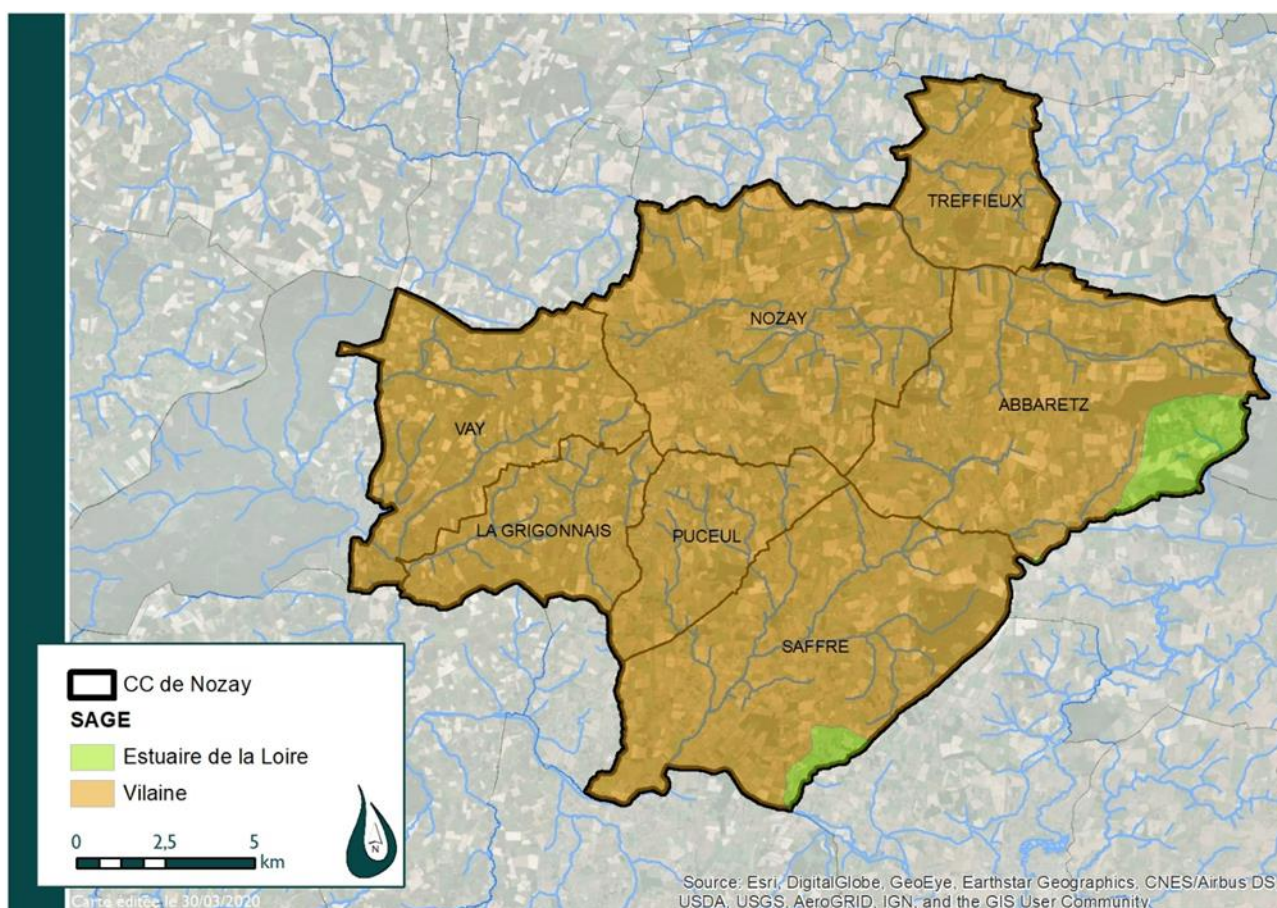 TREFFIEUX
NOZAY
ABBARETZ
VAY
LA GRIGONNAIS
PUCEUL
SAFFRE
CC de Nozay
SAGE
Estuaire de la Loire
Vilaine
0 2,5 5
km
N
Carte éditée le 30/03/2020
Source: Esri, DigitalGlobe, GeoEye, Earthstar Geographics, CNES/Airbus DS
USDA, USGS, AeroGRID, IGN, and the GIS User Community.